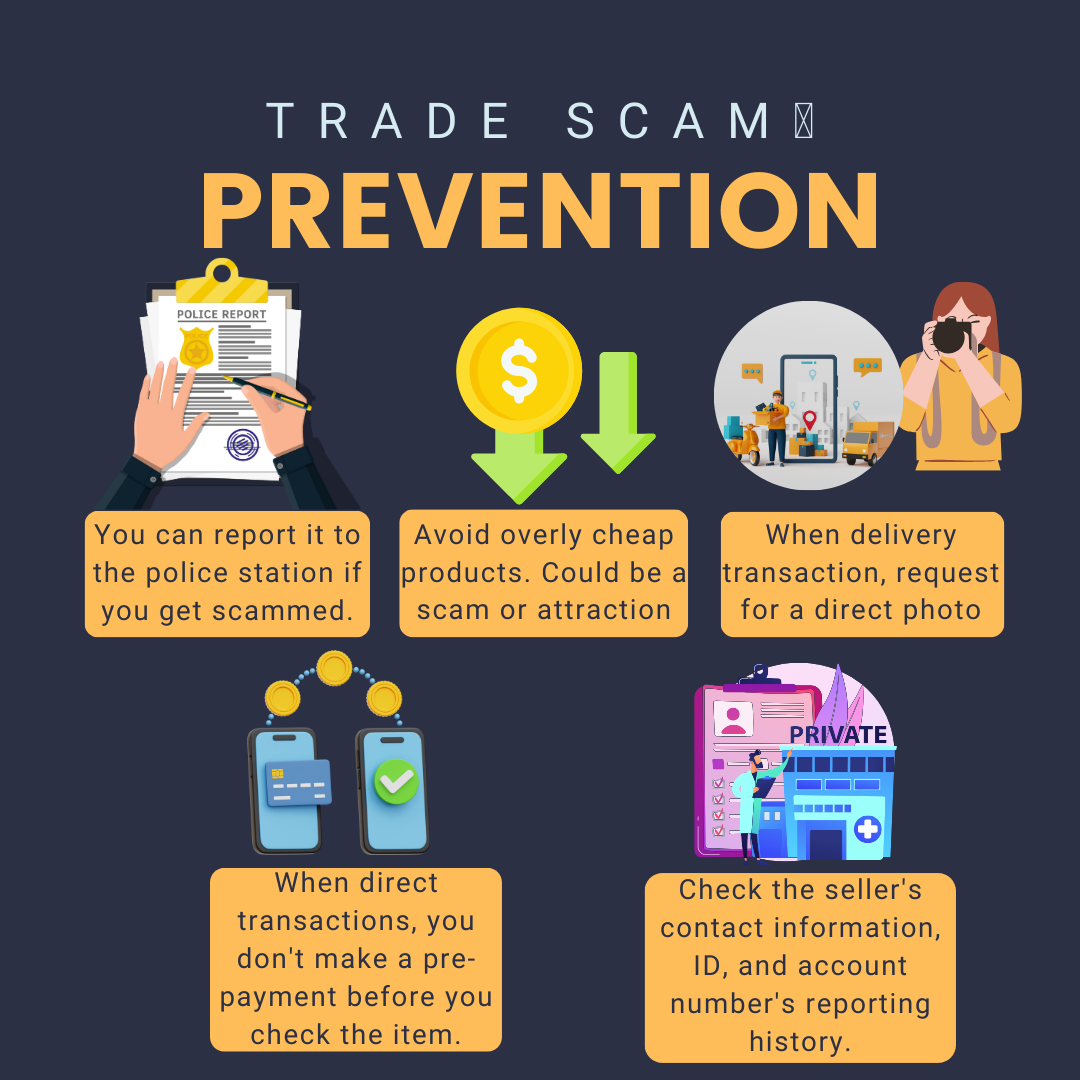 TRADE SCAM
PREVENTION
POLICE REPORT
You can report it to
the police station if
you get scammed.
Avoid overly cheap
products. Could be a
scam or attraction
When delivery
transaction, request
for a direct photo
PRIVATE
When direct
transactions, you
don't make a pre-
payment before you
check the item.
Check the seller's
contact information,
ID, and account
number's reporting
history.